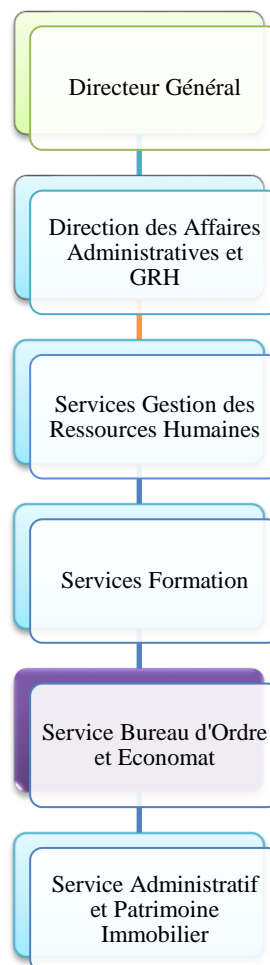 Directeur Général
Direction des Affaires
Administratives et
GRH
Services Gestion des
Ressources Humaines
Services Formation
Service Bureau d'Ordre
et Economat
Service Administratif
et Patrimoine
Immobilier